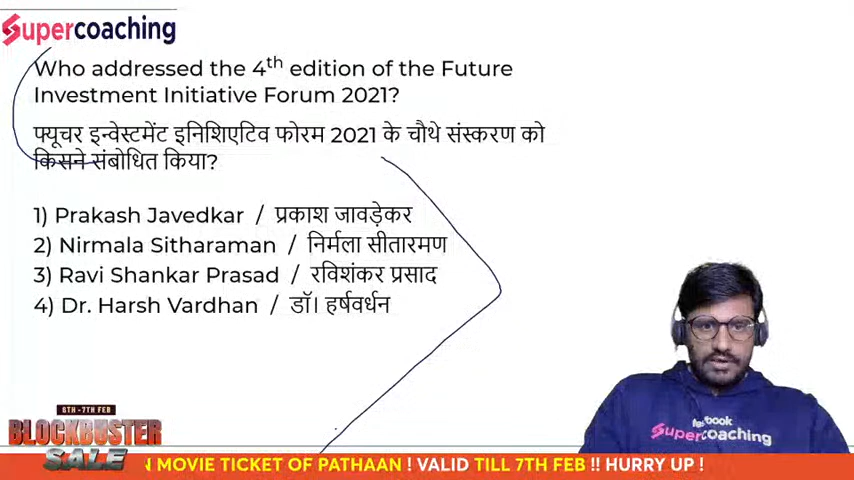 Supercoaching
Who addressed the 4th edition of the Future
Investment Initiative Forum 2021?
फ्यूचर इन्वेस्टमेंट इनिशिएटिव फोरम 2021 के चौथे संस्करण को
किसने संबोधित किया?
1) Prakash Javedkar / प्रकाश जावड़ेकर
2) Nirmala Sitharaman / निर्मला सीतारमण
3) Ravi Shankar Prasad / रविशंकर प्रसाद
4) Dr. Harsh Vardhan / डॉ। हर्षवर्धन
book
Supercoaching
6TH - 7TH FEB
BLOCKBUSTER
SALE
N MOVIE TICKET OF PATHAAN ! VALID TILL 7TH FEB !! HURRY UP !